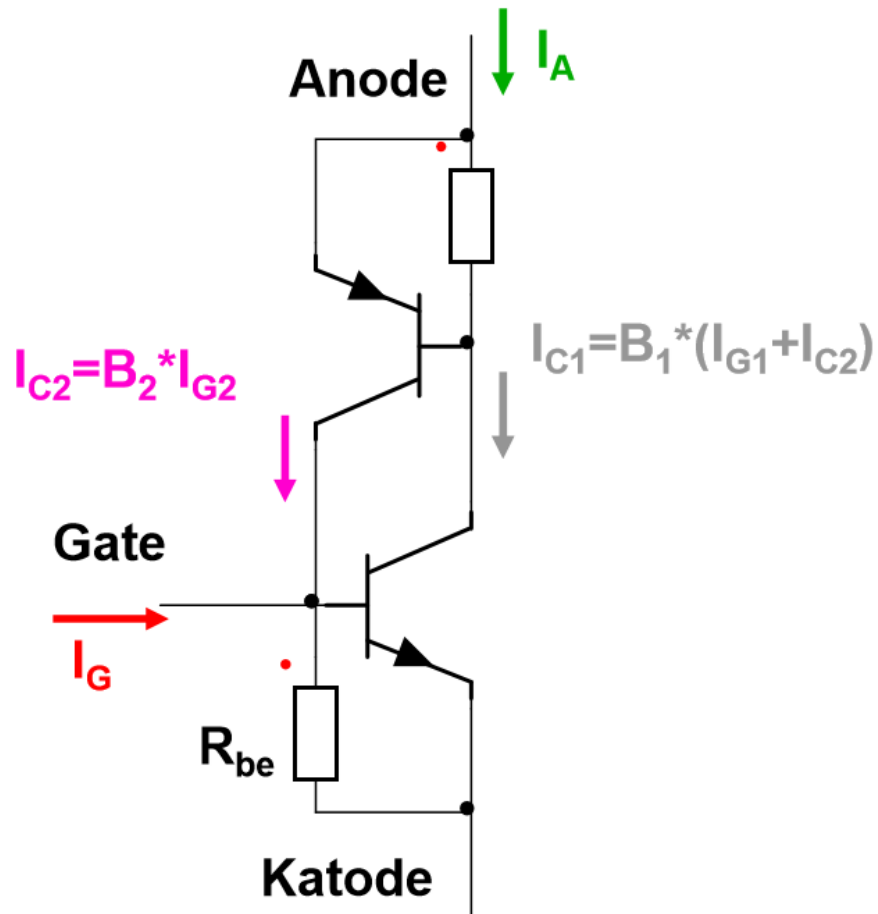 I_A
Anode
I_C1=B_1*(I_G1+I_C2)
I_C2=B_2*I_G2
Gate
I_G
R_be
Katode